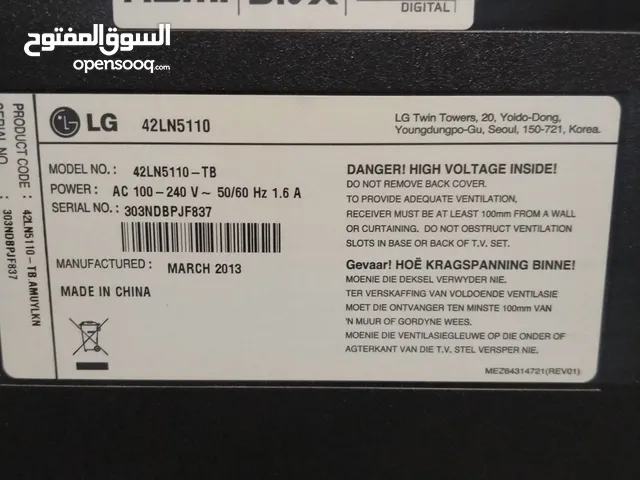 DIGITAL
السوق المفتوح
opensooq.com
LG 42LN5110
LG Twin Towers, 20, Yoido-Dong,
Youngdungpo-Gu, Seoul, 150-721, Korea.
MODEL NO. : 42LN5110-TB
POWER: AC 100-240 V~ 50/60 Hz 1.6 A
SERIAL NO.: 303NDBPJF837
MANUFACTURED: MARCH 2013
MADE IN CHINA
DANGER! HIGH VOLTAGE INSIDE!
DO NOT REMOVE BACK COVER.
TO PROVIDE ADEQUATE VENTILATION,
RECEIVER MUST BE AT LEAST 100mm FROM A WALL
OR CURTAINING. DO NOT OBSTRUCT VENTILATION
SLOTS IN BASE OR BACK OF T.V. SET.
Gevaar! HOË KRAGSPANNING BINNE!
MOENIE DIE DEKSEL VERWYDER NIE.
TER VERSKAFFING VAN VOLDOENDE VENTILASIE
MOET DIE ONTVANGER TEN MINSTE 100mm VAN
'N MUUR OF GORDYNE WEES.
MOENIE DIE VENTILASIEGLEUWE OP DIE ONDER OF
AGTERKANT VAN DIE T.V. STEL VERSPER NIE.
MEZ64314721(REV01)
PRODUCT CODE : 42LN5110-TB AMUYLKN
SERIAL NO. : 303NDBPJF837